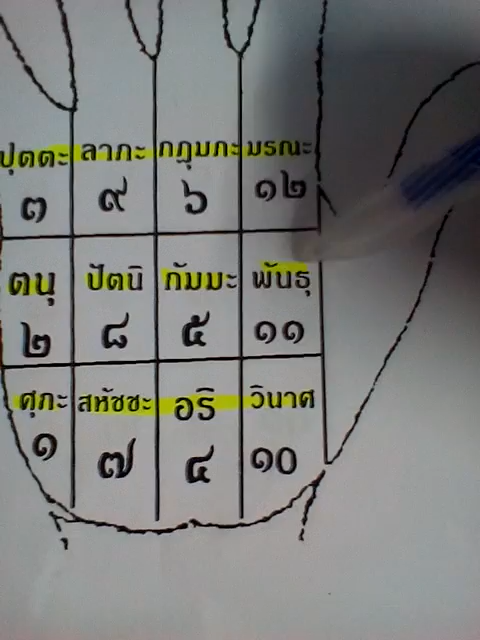 ปุตตะ ลาภะ กฎุมภะ มรณะ
๓ ๙ ๖ ๑๒
ตนุ ปัตนิ กัมมะ พันธุ
๒ ๘ ๕ ๑๑
ศุภะ สหัชชะ อริ วินาศ
๑ ๗ ๔ ๑๐